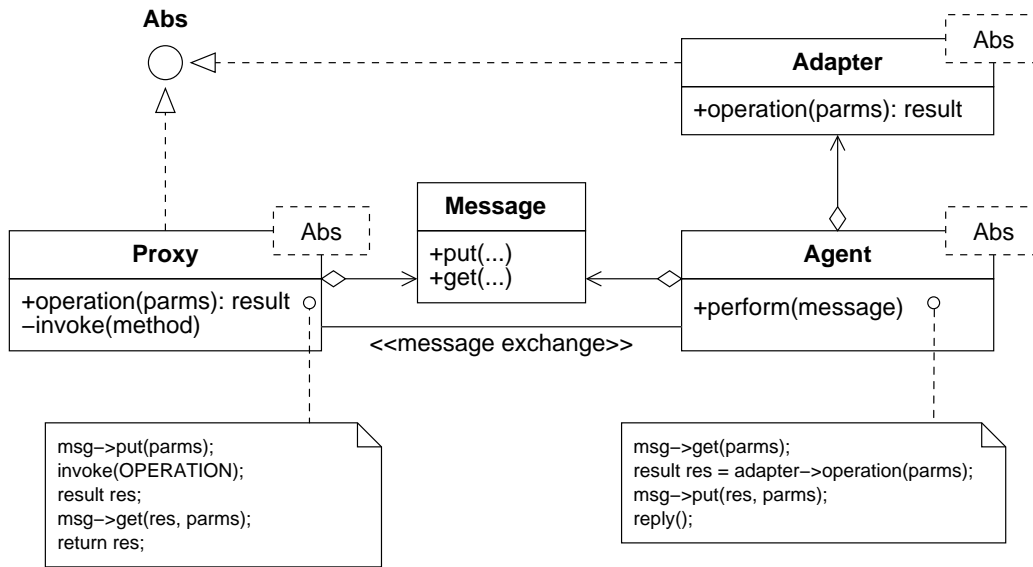 Abs
Abs
Adapter
+operation(parms): result
Message
+put(...)
+get(...)
Abs
Proxy
+operation(parms): result
−invoke(method)
Abs
Agent
+perform(message)
<<message exchange>>
msg−>put(parms);
invoke(OPERATION);
result res;
msg−>get(res, parms);
return res;
msg−>get(parms);
result res = adapter−>operation(parms);
msg−>put(res, parms);
reply();